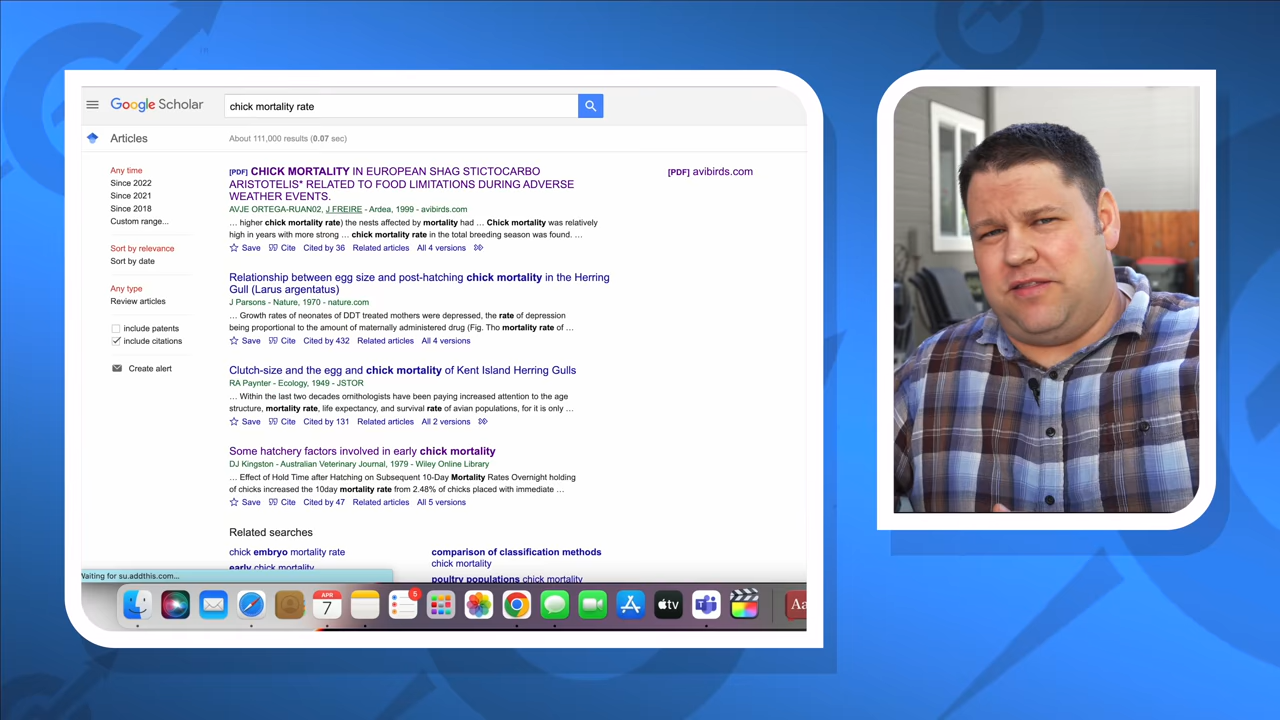 Google Scholar
chick mortality rate
Articles
About 111,000 results (0.07 sec)
Any time
Since 2022
Since 2021
Since 2018
Custom range...
Sort by relevance
Sort by date
Any type
Review articles
include patents
include citations
Create alert
[PDF] CHICK MORTALITY IN EUROPEAN SHAG STICTOCARBO
ARISTOTELIS* RELATED TO FOOD LIMITATIONS DURING ADVERSE
WEATHER EVENTS.
AVJE ORTEGA-RUAN02, J FREIRE - Ardea, 1999 - avibirds.com
... higher chick mortality rate) the nests affected by mortality had ... Chick mortality was relatively
high in years with more strong ... chick mortality rate in the total breeding season was found. ...
Save Cite Cited by 36 Related articles All 4 versions
[PDF] avibirds.com
Relationship between egg size and post-hatching chick mortality in the Herring
Gull (Larus argentatus)
J Parsons - Nature, 1970 - nature.com
... Growth rates of neonates of DDT treated mothers were depressed, the rate of depression
being proportional to the amount of maternally administered drug (Fig. Tho mortality rate of ...
Save Cite Cited by 432 Related articles All 4 versions
Clutch-size and the egg and chick mortality of Kent Island Herring Gulls
RA Paynter - Ecology, 1949 - JSTOR
... Within the last two decades ornithologists have been paying increased attention to the age
structure, mortality rate, life expectancy, and survival rate of avian populations, for it is only ...
Save Cite Cited by 131 Related articles All 2 versions
Some hatchery factors involved in early chick mortality
DJ Kingston - Australian Veterinary Journal, 1979 - Wiley Online Library
... Effect of Hold Time after Hatching on Subsequent 10-Day Mortality Rates Overnight holding
of chicks increased the 10day mortality rate from 2.48% of chicks placed with immediate ...
Save Cite Cited by 47 Related articles All 5 versions
Related searches
chick embryo mortality rate
early chick mortality
comparison of classification methods
chick mortality
poultry populations chick mortality
Waiting for su.addthis.com...
APR
7
5
tv
Aa